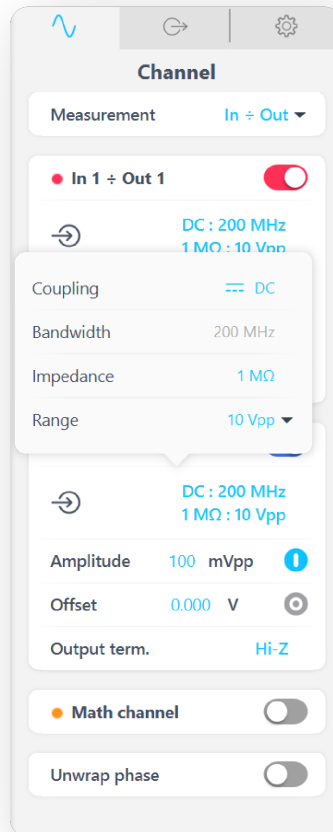 Channel
Measurement In ÷ Out
In 1 ÷ Out 1
DC : 200 MHz
1 MΩ : 10 Vpp
Coupling DC
Bandwidth 200 MHz
Impedance 1 MΩ
Range 10 Vpp
DC : 200 MHz
1 MΩ : 10 Vpp
Amplitude 100 mVpp
Offset 0.000 V
Output term. Hi-Z
Math channel
Unwrap phase